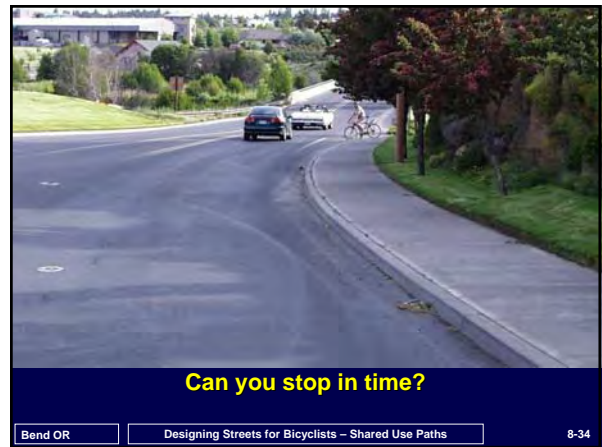 Can you stop in time?
Bend OR
Designing Streets for Bicyclists – Shared Use Paths
8-34